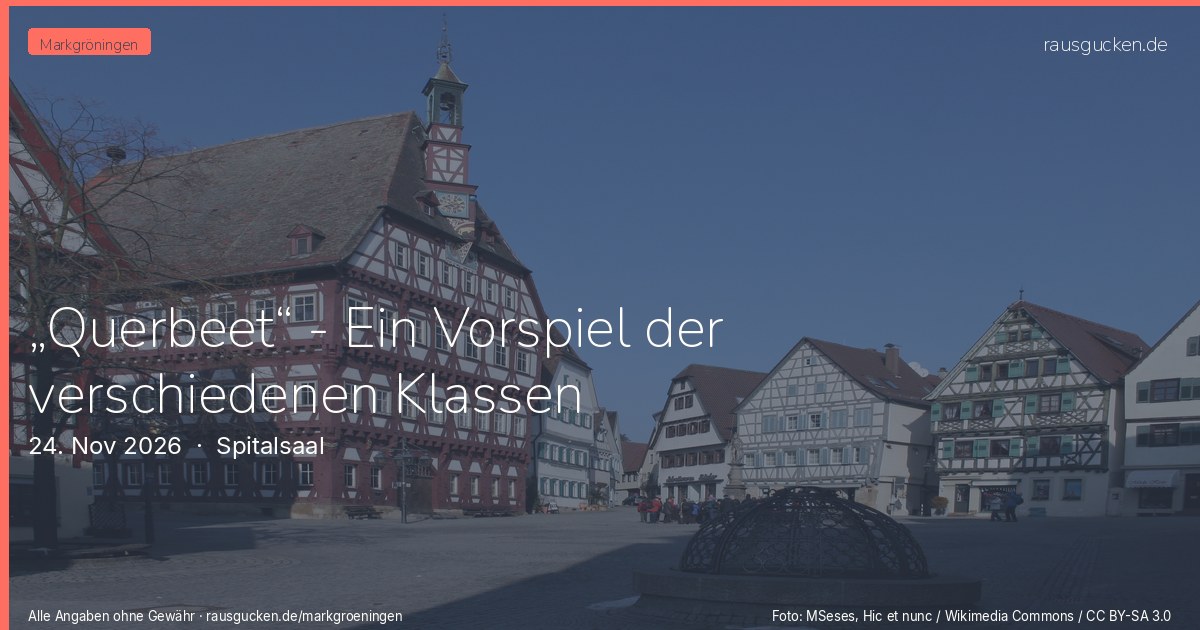 Markgröningen
rausgucken.de
„Querbeet“ - Ein Vorspiel der
verschiedenen Klassen
24. Nov 2026 · Spitalsaal
Alle Angaben ohne Gewähr · rausgucken.de/markgroeningen
Foto: MSeses, Hic et nunc / Wikimedia Commons / CC BY-SA 3.0